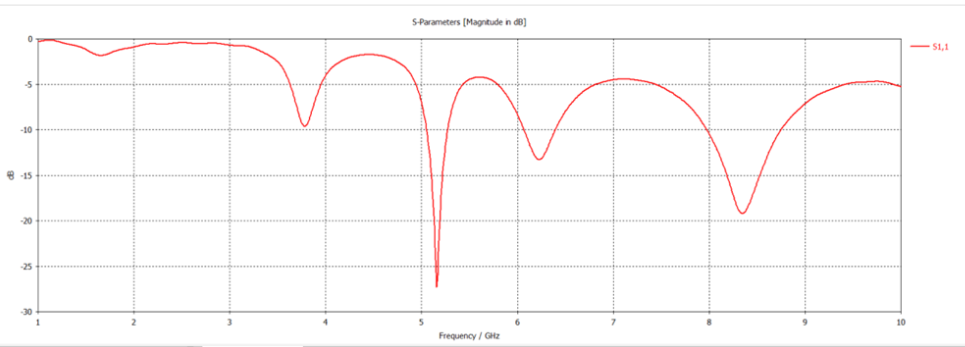 S-Parameters [Magnitude in dB]
0
-5
-10
-15
-20
-25
-30
dB
1 2 3 4 5 6 7 8 9 10
Frequency / GHz
S1,1